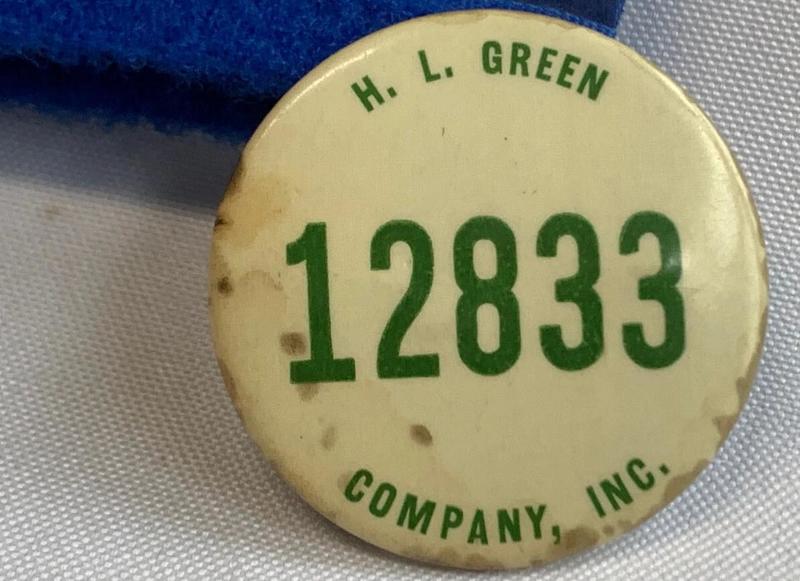 H. L. GREEN
12833
COMPANY, INC.